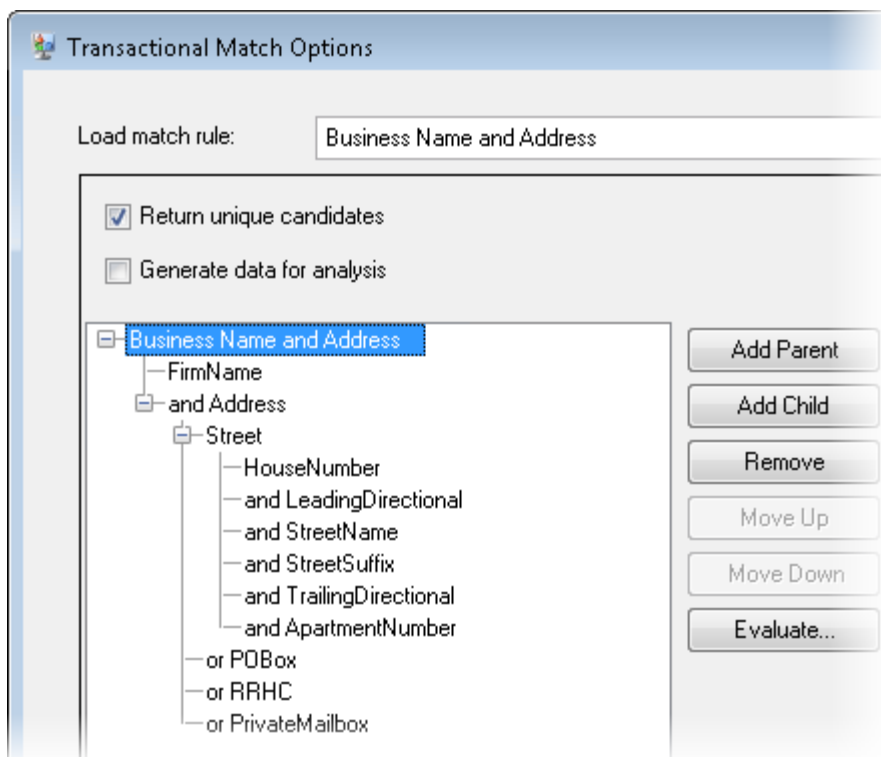 Transactional Match Options
Load match rule:
Business Name and Address
Return unique candidates
Generate data for analysis
Business Name and Address
FirmName
and Address
Street
HouseNumber
and LeadingDirectional
and StreetName
and StreetSuffix
and TrailingDirectional
and ApartmentNumber
or POBox
or RRHC
or PrivateMailbox
Add Parent
Add Child
Remove
Move Up
Move Down
Evaluate...